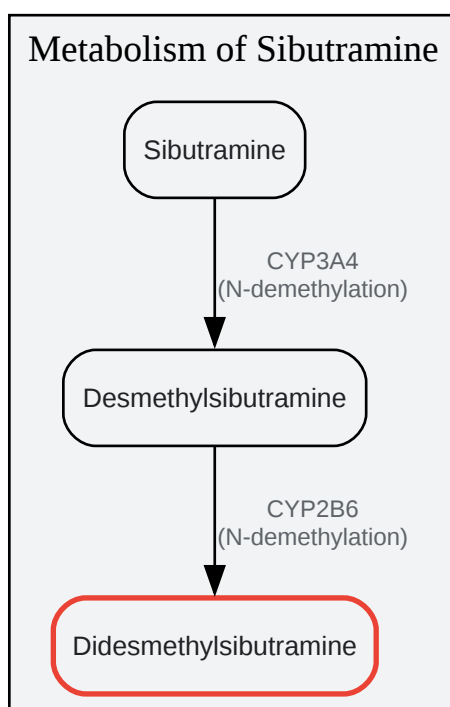 Metabolism of Sibutramine
Sibutramine
CYP3A4
(N-demethylation)
Desmethylsibutramine
CYP2B6
(N-demethylation)
Didesmethylsibutramine